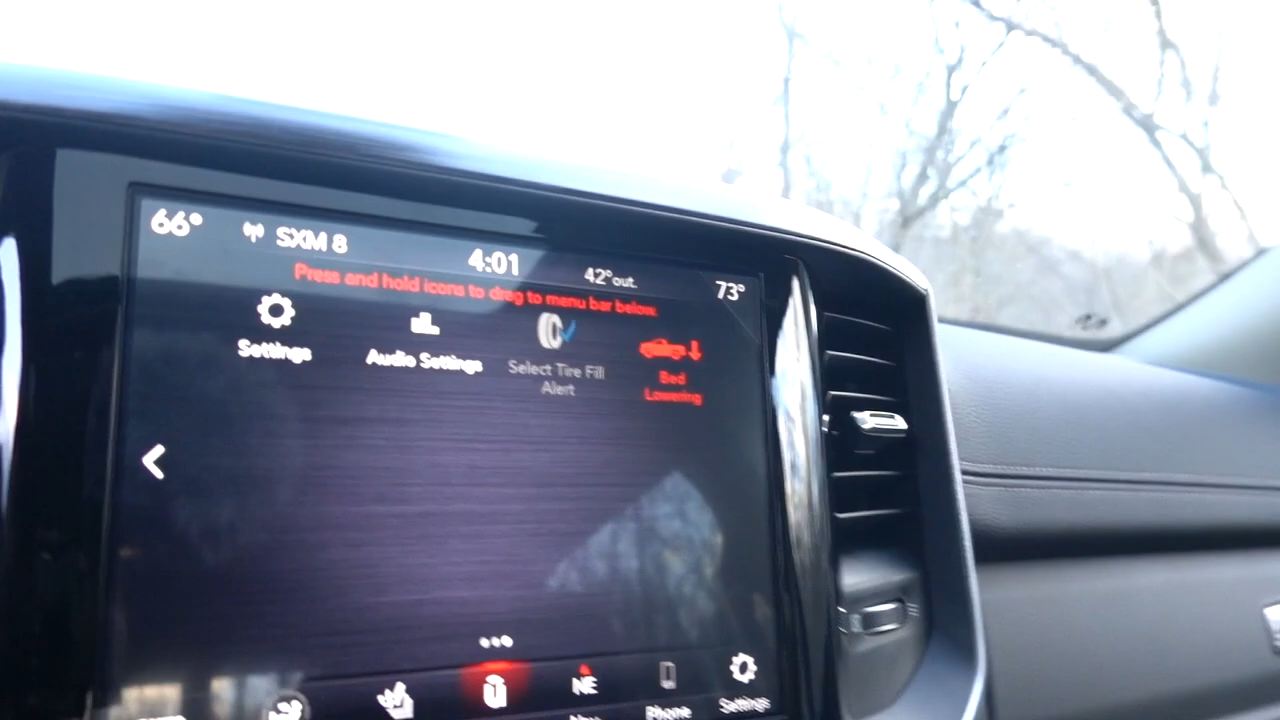 66° SXM 8 4:01 42°out. 73°
Press and hold icons to drag to menu bar below.
Settings
Audio Settings
Select Tire Fill
Alert
Bed
Lowering
NE
Phone
Settings